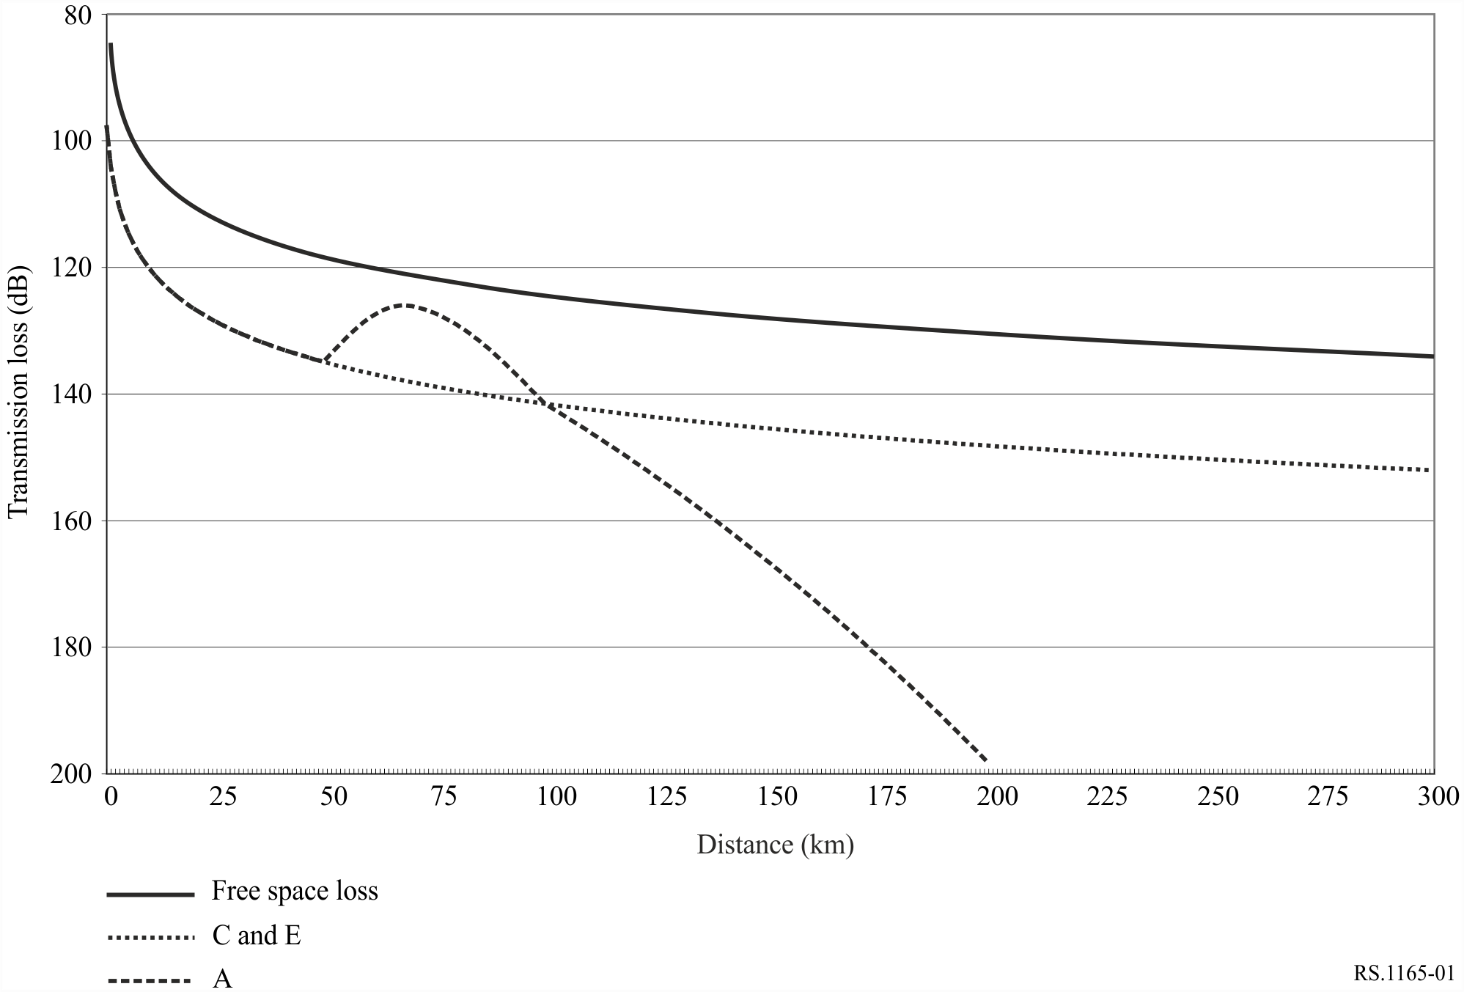 80
100
120
140
160
180
200
Transmission loss (dB)
0 25 50 75 100 125 150 175 200 225 250 275 300
Distance (km)
Free space loss
C and E
A
RS.1165-01